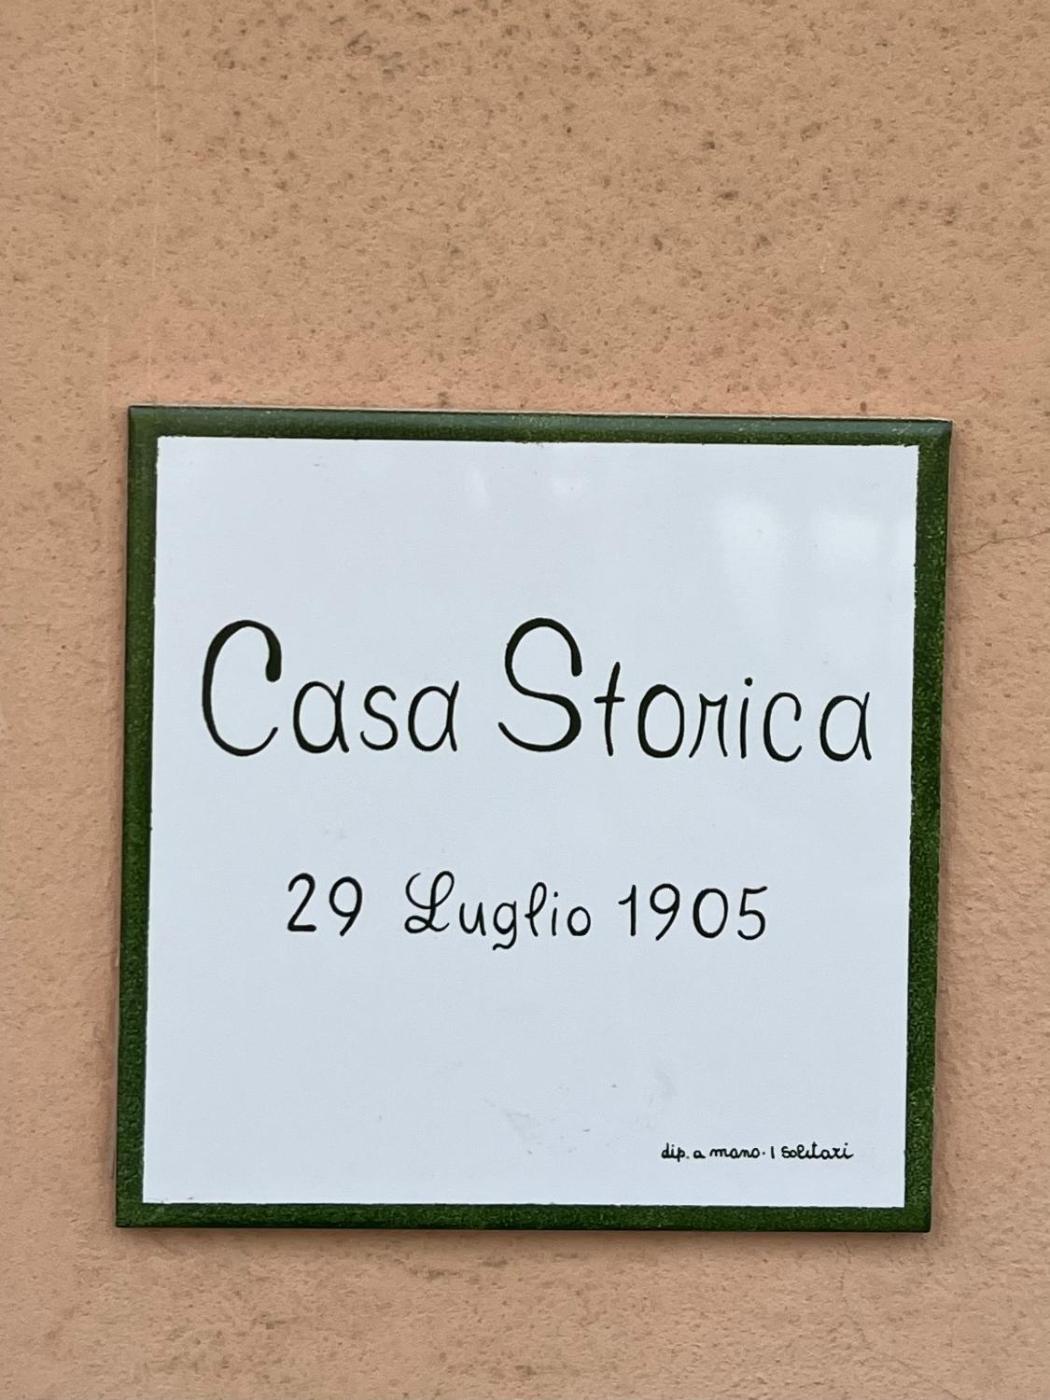 Casa Storica
29 Luglio 1905
dip. a mano. I Solitari